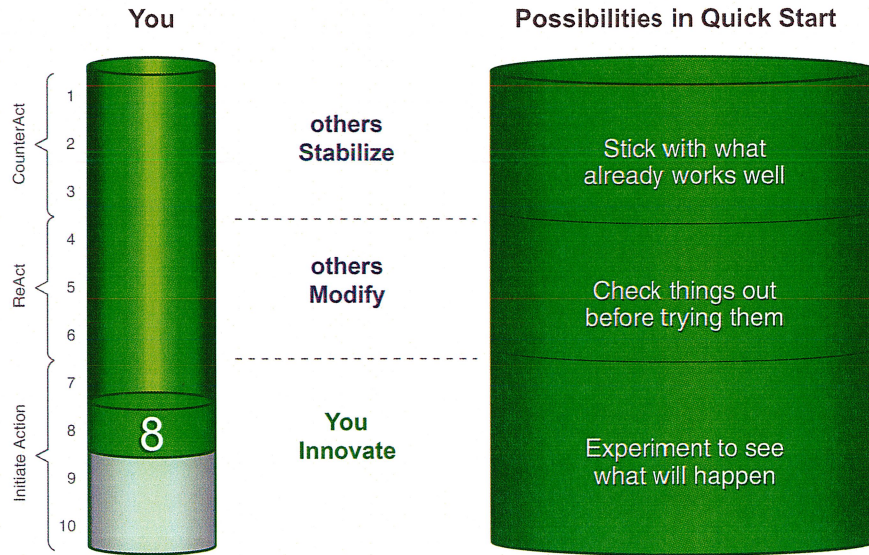 You
Possibilities in Quick Start
CounterAct
1
2
3
others
Stabilize
Stick with what
already works well
ReAct
4
5
6
others
Modify
Check things out
before trying them
Initiate Action
7
8
9
10
8
You
Innovate
Experiment to see
what will happen